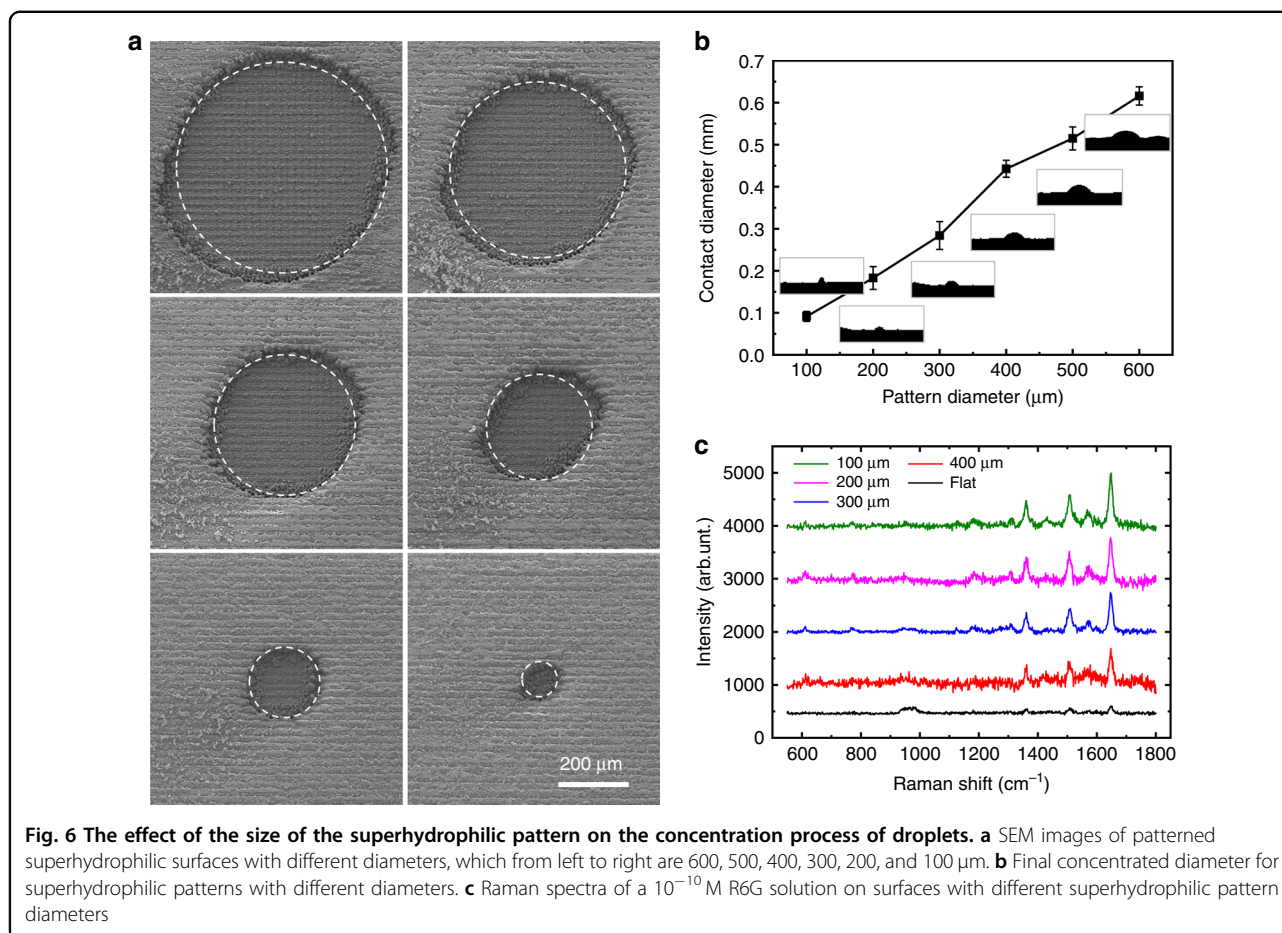 a
200 μm
b
0.7
0.6
0.5
0.4
0.3
0.2
0.1
0.0
Contact diameter (mm)
100 200 300 400 500 600
Pattern diameter (μm)
c
100 μm
200 μm
300 μm
400 μm
Flat
5000
4000
3000
2000
1000
0
Intensity (arb.unt.)
600 800 1000 1200 1400 1600 1800
Raman shift (cm⁻¹)
Fig. 6 The effect of the size of the superhydrophilic pattern on the concentration process of droplets. a SEM images of patterned
superhydrophilic surfaces with different diameters, which from left to right are 600, 500, 400, 300, 200, and 100 μm. b Final concentrated diameter for
superhydrophilic patterns with different diameters. c Raman spectra of a 10⁻¹⁰ M R6G solution on surfaces with different superhydrophilic pattern
diameters